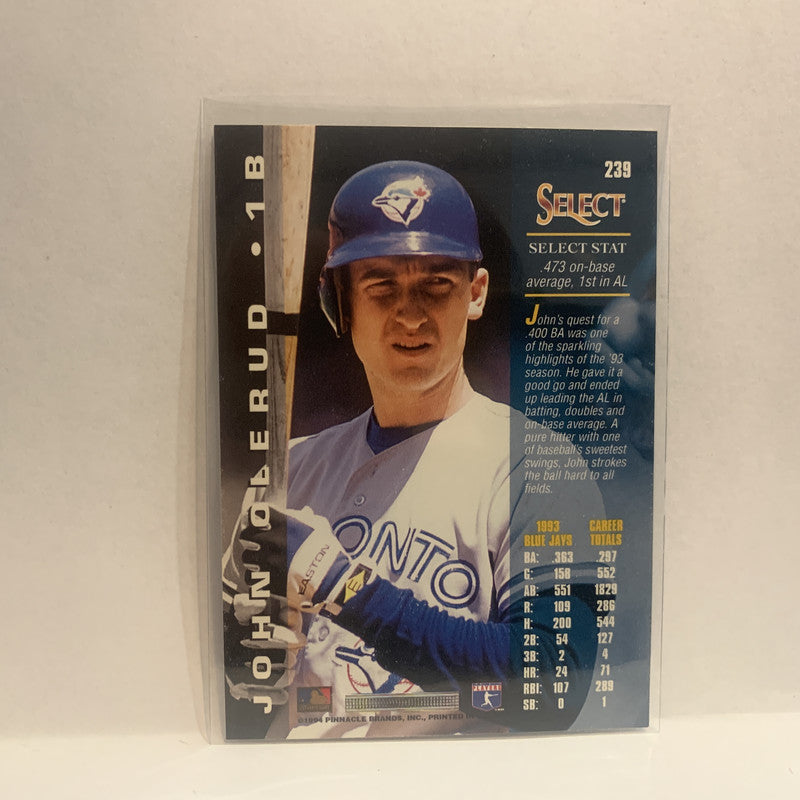 JOHN OLERUD • 1B
239
SELECT
SELECT STAT
.473 on-base
average, 1st in AL
John's quest for a
.400 BA was one
of the sparkling
highlights of the '93
season. He gave it a
good go and ended
up leading the AL in
batting, doubles and
on-base average. A
pure hitter with one
of baseball's sweetest
swings, John strokes
the ball hard to all
fields.
1993 CAREER
BLUE JAYS TOTALS
BA: .363 .297
G: 158 552
AB: 551 1829
R: 109 286
H: 200 544
2B: 54 127
3B: 2 4
HR: 24 71
RBI: 107 289
SB: 0 1
ONTO
EASTON
E
PLAYERS
©1994 PINNACLE BRANDS, INC., PRINTED IN